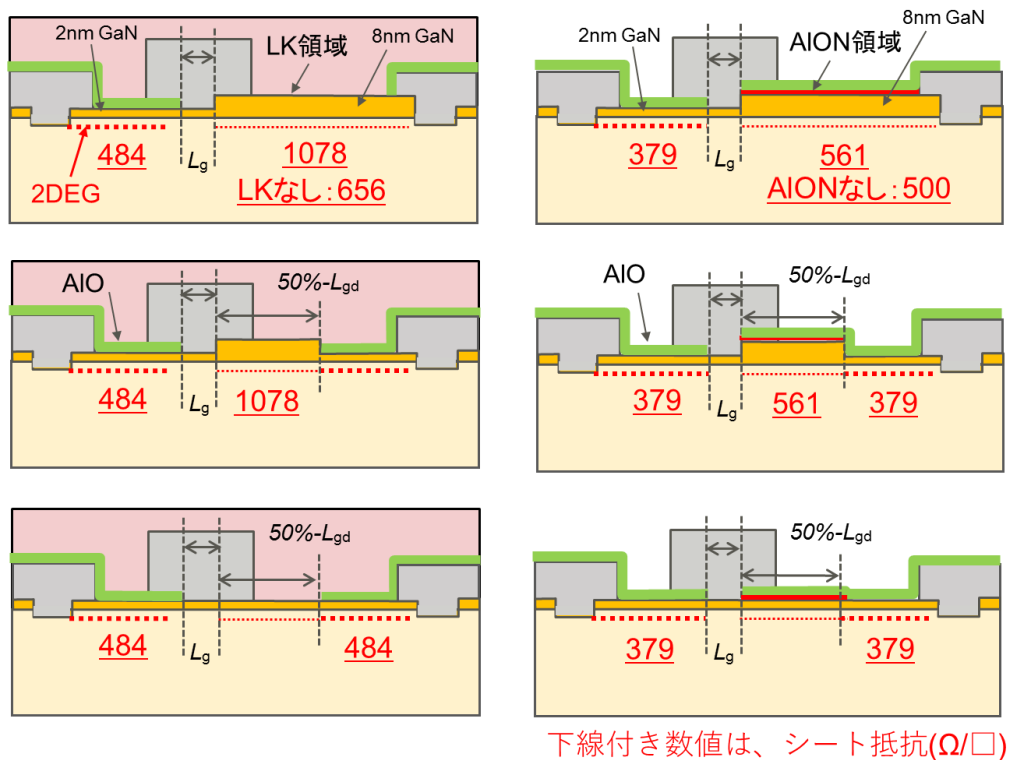 2nm GaN
LK領域
8nm GaN
484
Lg
1078
2DEG
LKなし：656
2nm GaN
AlON領域
8nm GaN
379
Lg
561
AlONなし：500
AlO
50%-Lgd
484
Lg
1078
AlO
50%-Lgd
379
Lg
561
379
50%-Lgd
484
Lg
484
50%-Lgd
379
Lg
379
下線付き数値は、シート抵抗(Ω/□)